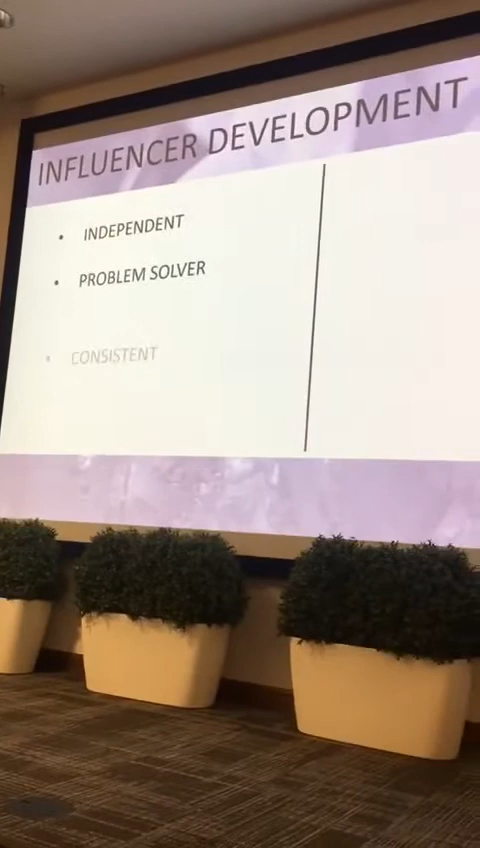 INFLUENCER DEVELOPMENT
• INDEPENDENT
• PROBLEM SOLVER
• CONSISTENT